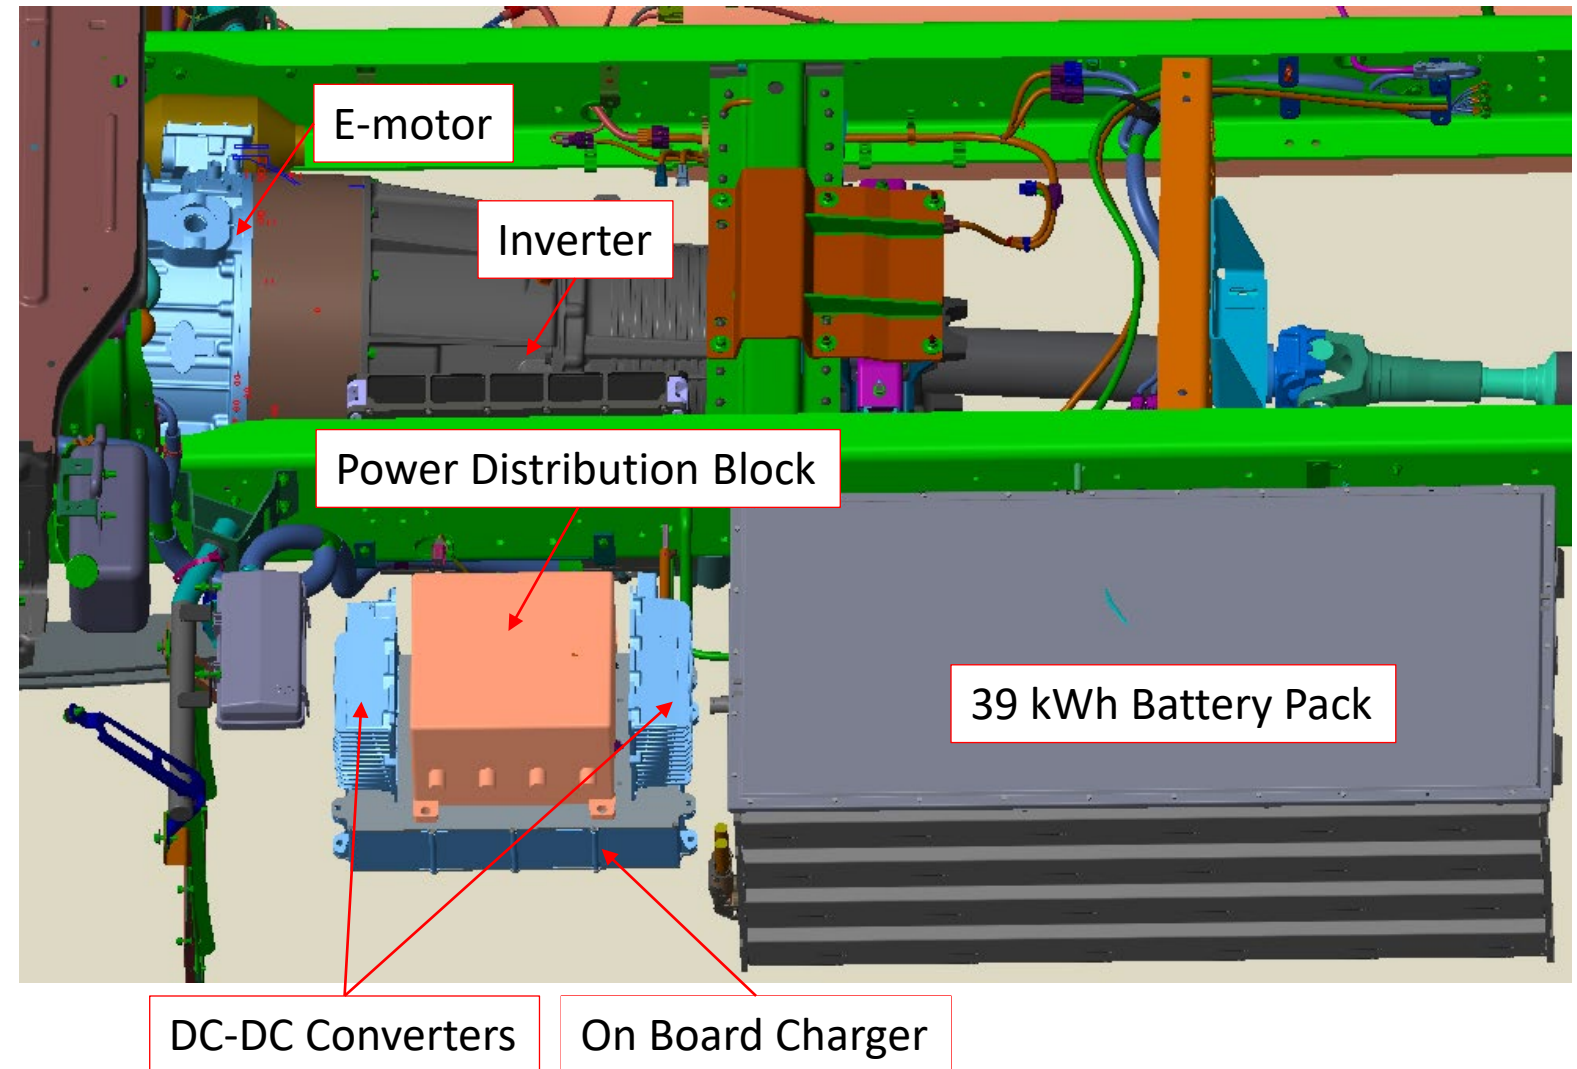 E-motor
Inverter
Power Distribution Block
39 kWh Battery Pack
DC-DC Converters
On Board Charger